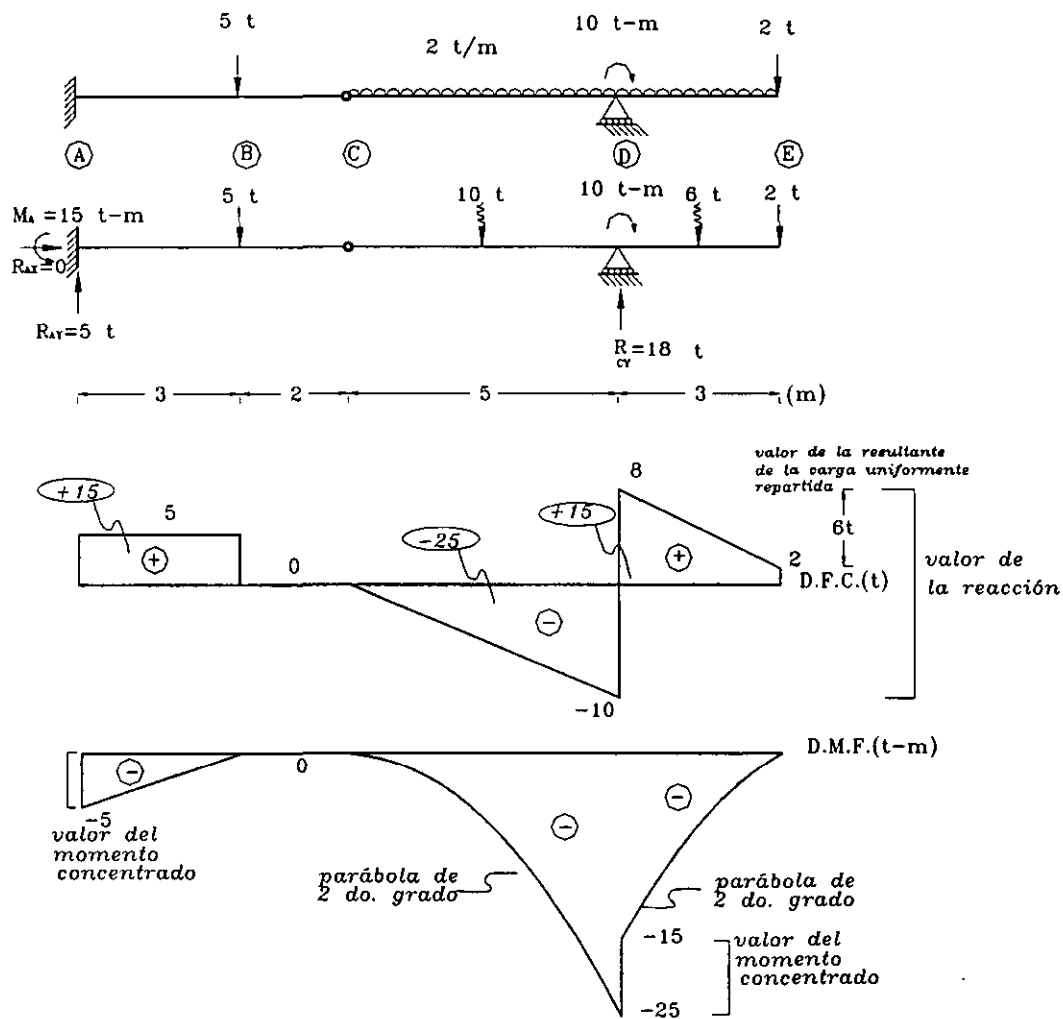 5 t
2 t/m
10 t-m
2 t
A
B
C
D
E
MA =15 t-m
RAX=0
RAY=5 t
5 t
10 t
10 t-m
6 t
2 t
R =18 t
CY
3
2
5
3
(m)
+15
5
+
0
-25
−
-10
+15
8
+
2
valor de la resultante
de la carga uniformente
repartida
6t
D.F.C.(t)
valor de
la reacción
D.M.F.(t-m)
−
-5
valor del
momento
concentrado
0
−
−
parábola de
2 do. grado
parábola de
2 do. grado
-15
valor del
momento
concentrado
-25